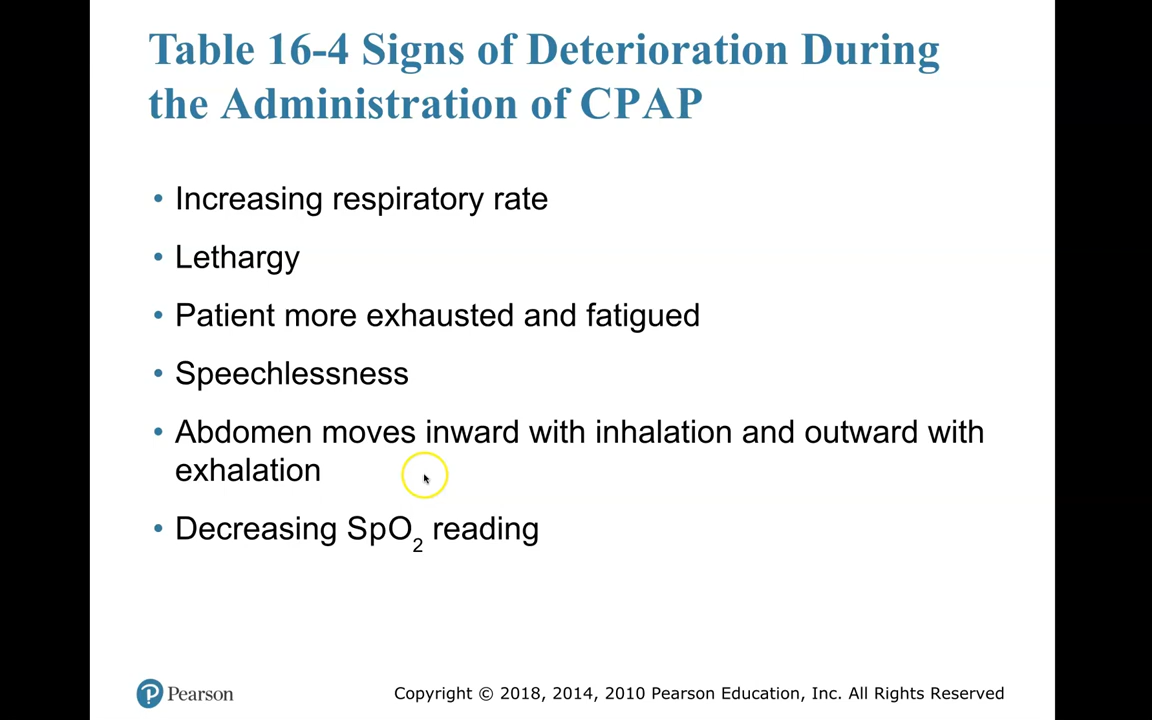 Table 16-4 Signs of Deterioration During
the Administration of CPAP
• Increasing respiratory rate
• Lethargy
• Patient more exhausted and fatigued
• Speechlessness
• Abdomen moves inward with inhalation and outward with
exhalation
• Decreasing SpO₂ reading
Pearson
Copyright © 2018, 2014, 2010 Pearson Education, Inc. All Rights Reserved